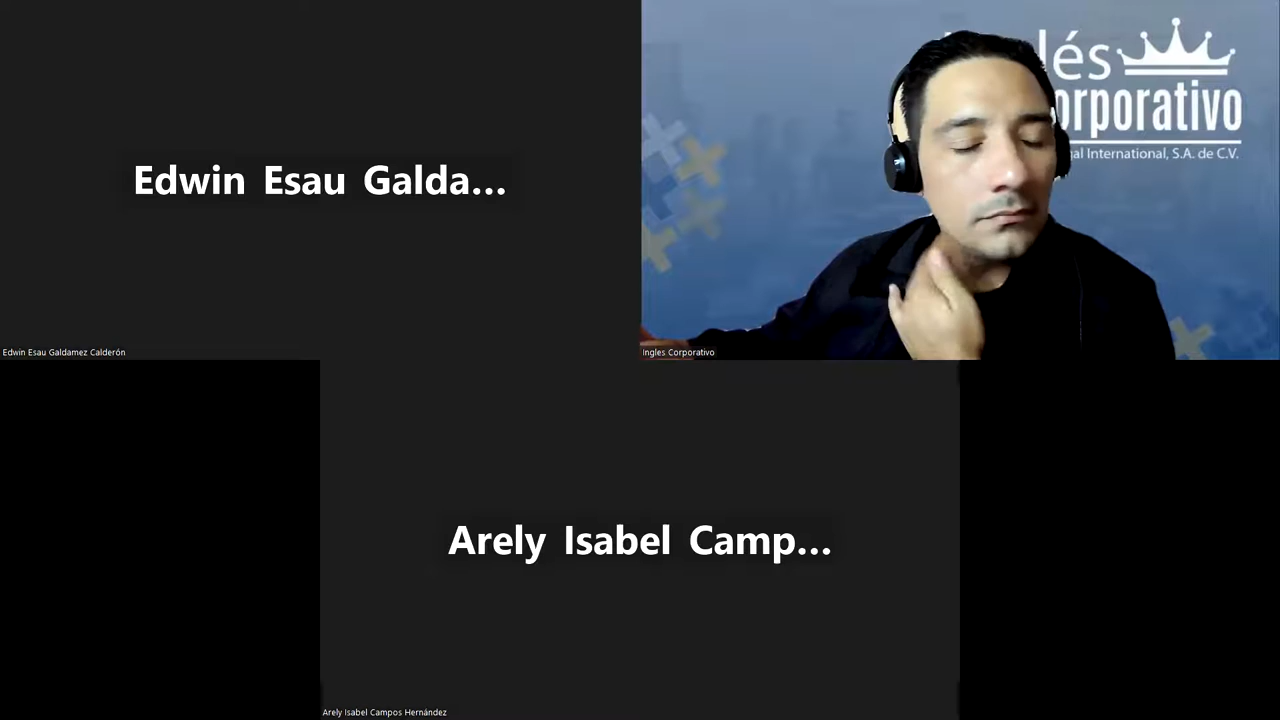 Edwin Esau Galda...
Edwin Esau Galdamez Calderón
lés
orporativo
gal International, S.A. de C.V.
Ingles Corporativo
Arely Isabel Camp...
Arely Isabel Campos Hernández